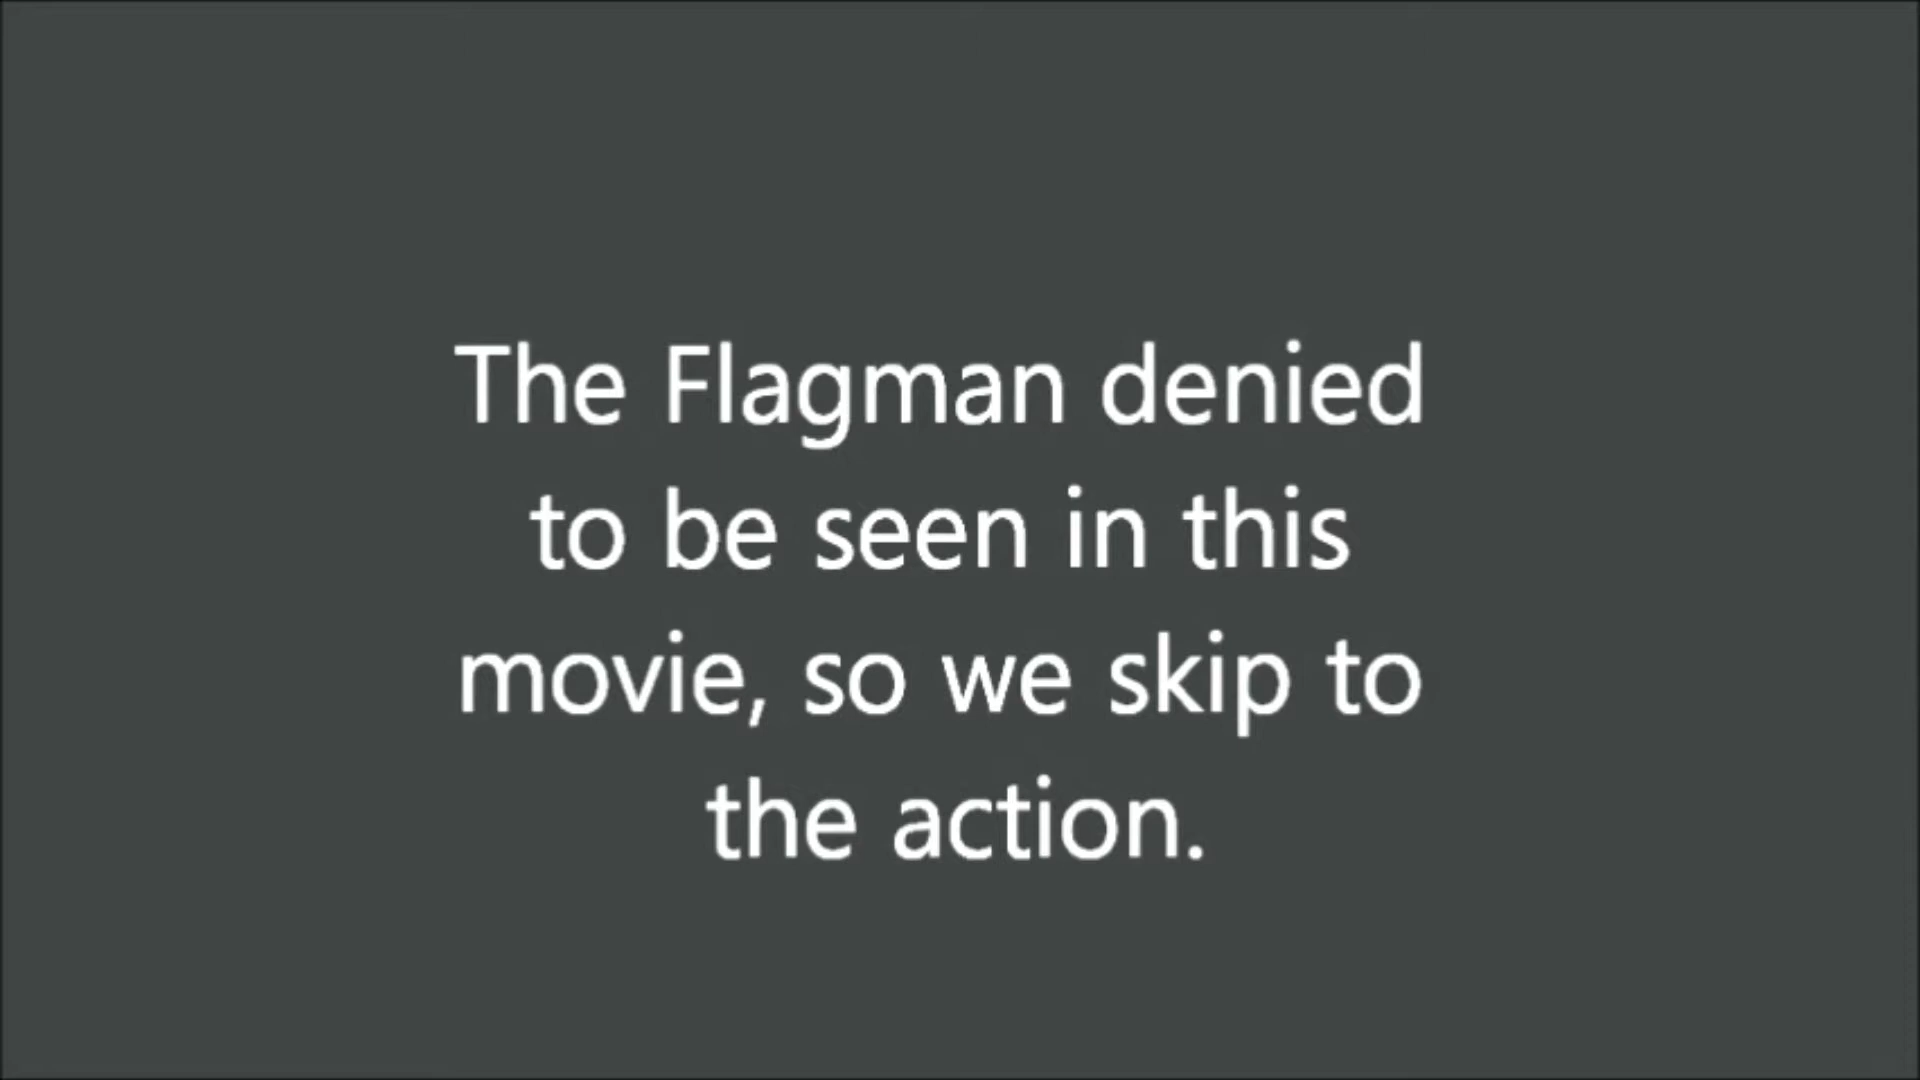 The Flagman denied
to be seen in this
movie, so we skip to
the action.